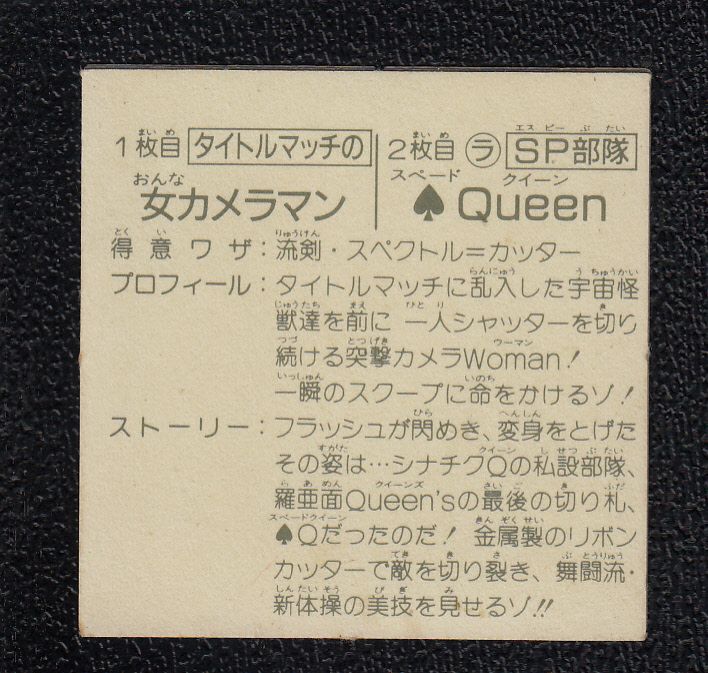 1枚目 タイトルマッチの
女カメラマン
2枚目 ラ SP部隊
♠Queen
得意ワザ:流剣・スペクトル=カッター
プロフィール:タイトルマッチに乱入した宇宙怪
獣達を前に 一人シャッターを切り
続ける突撃カメラWoman!
一瞬のスクープに命をかけるゾ!
ストーリー:フラッシュが閃めき、変身をとげた
その姿は…シナチクQの私設部隊、
羅亜面Queen'sの最後の切り札、
♠Qだったのだ! 金属製のリボン
カッターで敵を切り裂き、舞闘流・
新体操の美技を見せるゾ!!